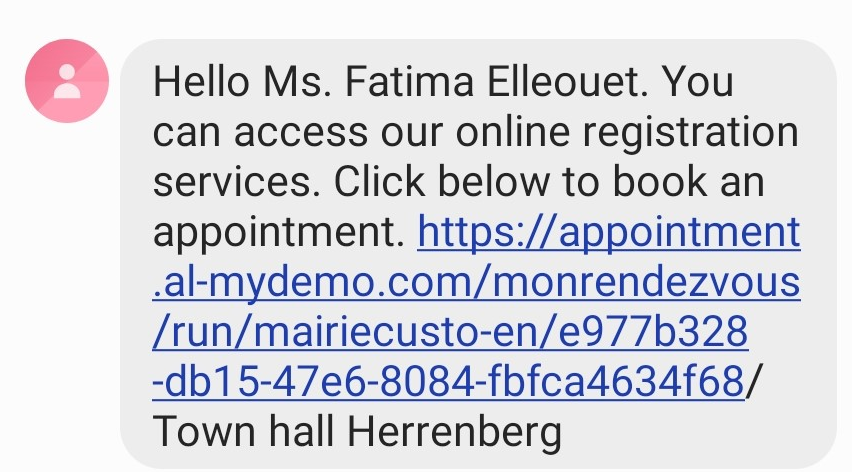 Hello Ms. Fatima Elleouet. You
can access our online registration
services. Click below to book an
appointment. https://appointment
.al-mydemo.com/monrendezvous
/run/mairiecusto-en/e977b328
-db15-47e6-8084-fbfca4634f68/
Town hall Herrenberg